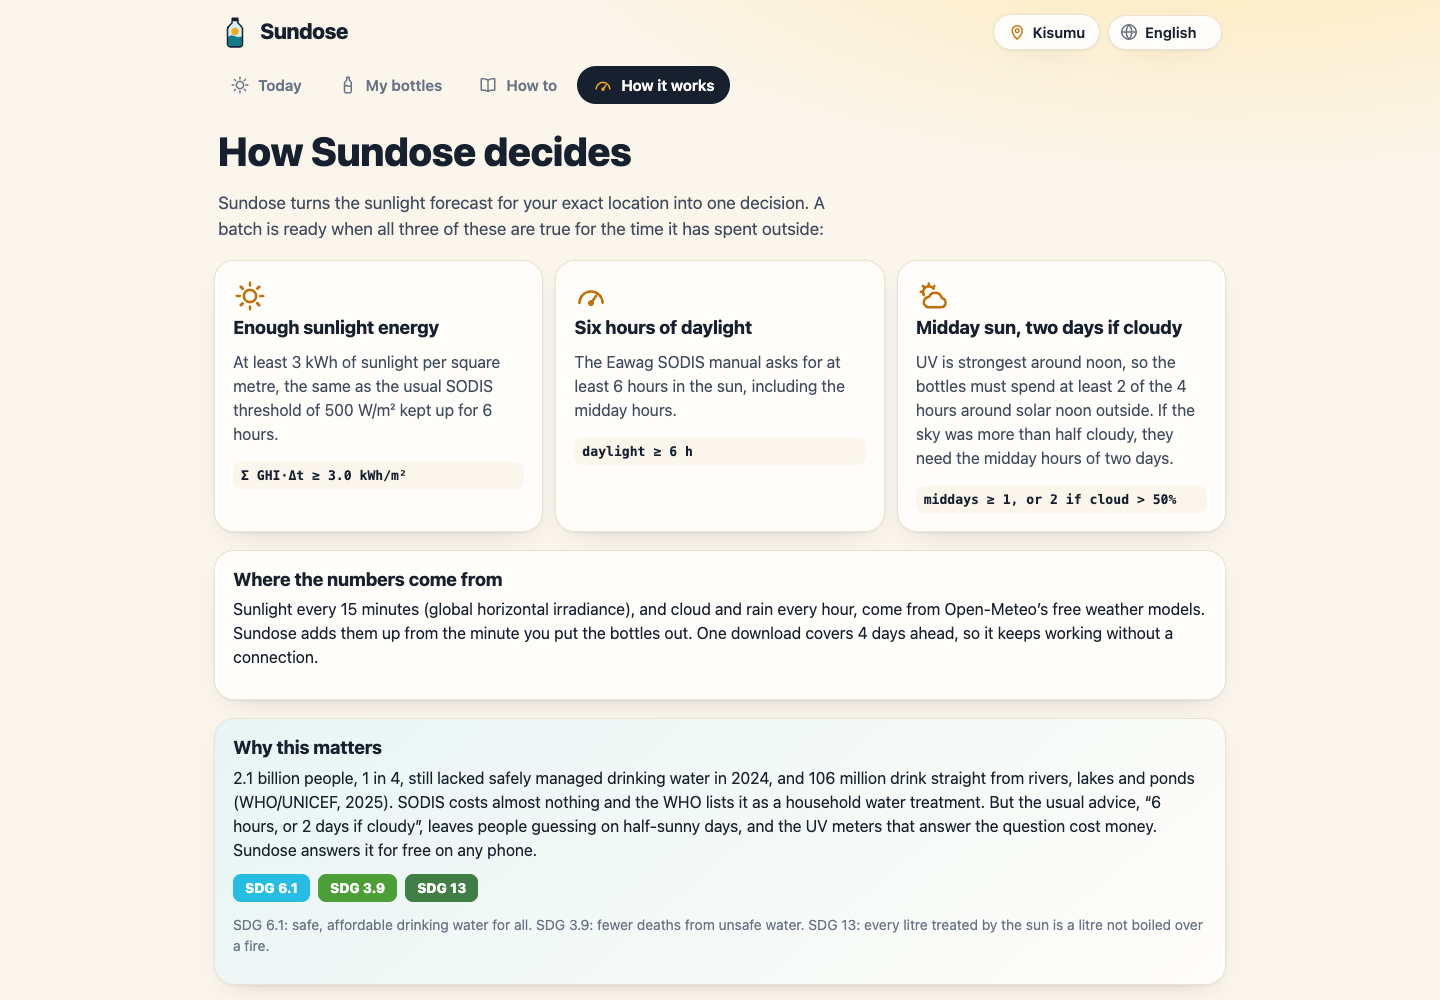 Sundose
Kisumu
English
Today
My bottles
How to
How it works
How Sundose decides
Sundose turns the sunlight forecast for your exact location into one decision. A
batch is ready when all three of these are true for the time it has spent outside:
Enough sunlight energy
At least 3 kWh of sunlight per square
metre, the same as the usual SODIS
threshold of 500 W/m² kept up for 6
hours.
Σ GHI·Δt ≥ 3.0 kWh/m²
Six hours of daylight
The Eawag SODIS manual asks for at
least 6 hours in the sun, including the
midday hours.
daylight ≥ 6 h
Midday sun, two days if cloudy
UV is strongest around noon, so the
bottles must spend at least 2 of the 4
hours around solar noon outside. If the
sky was more than half cloudy, they
need the midday hours of two days.
middays ≥ 1, or 2 if cloud > 50%
Where the numbers come from
Sunlight every 15 minutes (global horizontal irradiance), and cloud and rain every hour, come from Open-Meteo’s free weather models.
Sundose adds them up from the minute you put the bottles out. One download covers 4 days ahead, so it keeps working without a
connection.
Why this matters
2.1 billion people, 1 in 4, still lacked safely managed drinking water in 2024, and 106 million drink straight from rivers, lakes and ponds
(WHO/UNICEF, 2025). SODIS costs almost nothing and the WHO lists it as a household water treatment. But the usual advice, “6
hours, or 2 days if cloudy”, leaves people guessing on half-sunny days, and the UV meters that answer the question cost money.
Sundose answers it for free on any phone.
SDG 6.1
SDG 3.9
SDG 13
SDG 6.1: safe, affordable drinking water for all. SDG 3.9: fewer deaths from unsafe water. SDG 13: every litre treated by the sun is a litre not boiled over
a fire.